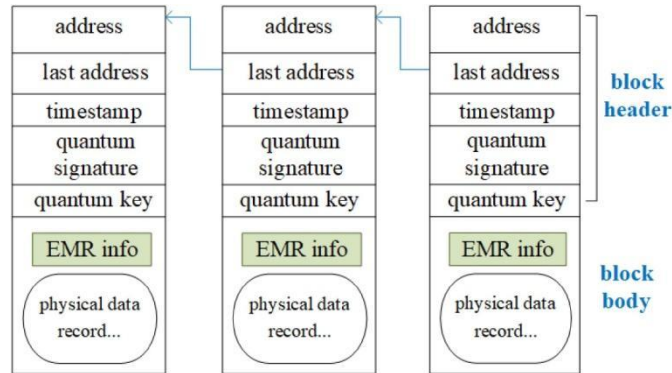 address
last address
timestamp
quantum
signature
quantum key
EMR info
physical data
record...
address
last address
timestamp
quantum
signature
quantum key
EMR info
physical data
record...
address
last address
timestamp
quantum
signature
quantum key
EMR info
physical data
record...
block
header
block
body